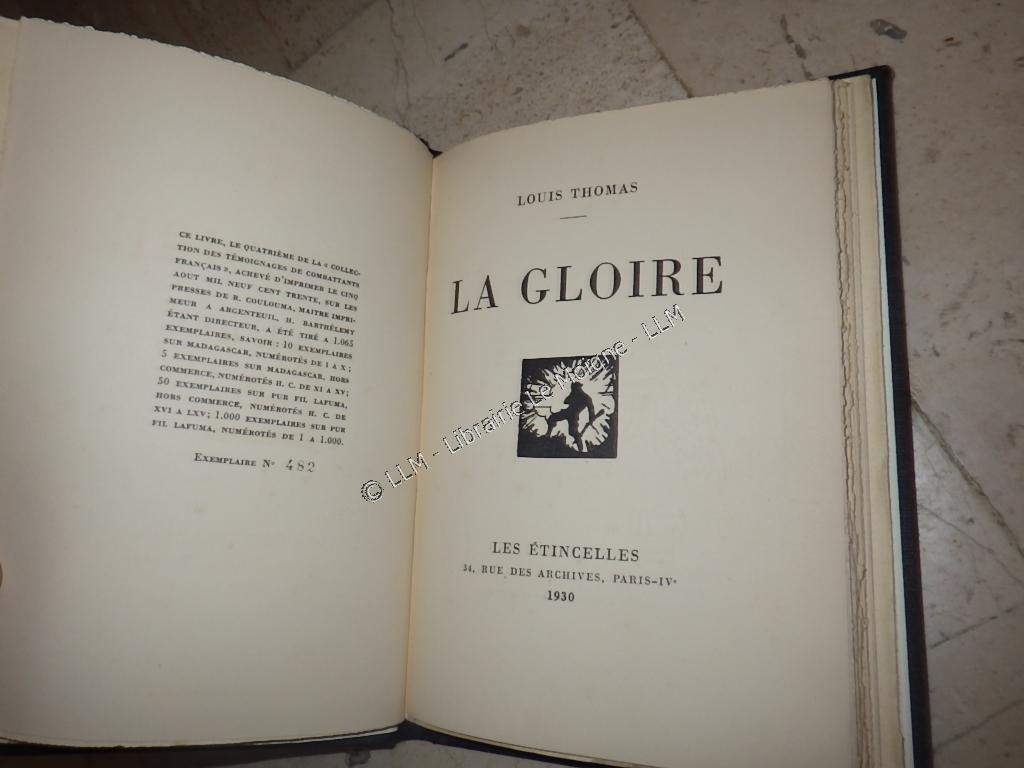 CE LIVRE, LE QUATRIÈME DE LA « COLLEC-
TION DES TÉMOIGNAGES DE COMBATTANTS
FRANÇAIS », ACHEVÉ D'IMPRIMER LE CINQ
AOUT MIL NEUF CENT TRENTE, SUR LES
PRESSES DE R. COULOUMA, MAITRE IMPRI-
MEUR A ARGENTEUIL, H. BARTHÉLEMY
ÉTANT DIRECTEUR, A ÉTÉ TIRÉ A 1.065
EXEMPLAIRES, SAVOIR : 10 EXEMPLAIRES
SUR MADAGASCAR, NUMÉROTÉS DE I A X ;
5 EXEMPLAIRES SUR MADAGASCAR, HORS
COMMERCE, NUMÉROTÉS H. C. DE XI A XV;
50 EXEMPLAIRES SUR PUR FIL LAFUMA,
HORS COMMERCE, NUMÉROTÉS H. C. DE
XVI A LXV; 1.000 EXEMPLAIRES SUR PUR
FIL LAFUMA, NUMÉROTÉS DE 1 A 1.000.
EXEMPLAIRE N° 482
LOUIS THOMAS
LA GLOIRE
LES ÉTINCELLES
34, RUE DES ARCHIVES, PARIS-IVe
1930
© LLM - Librairie Le Moiane - LLM